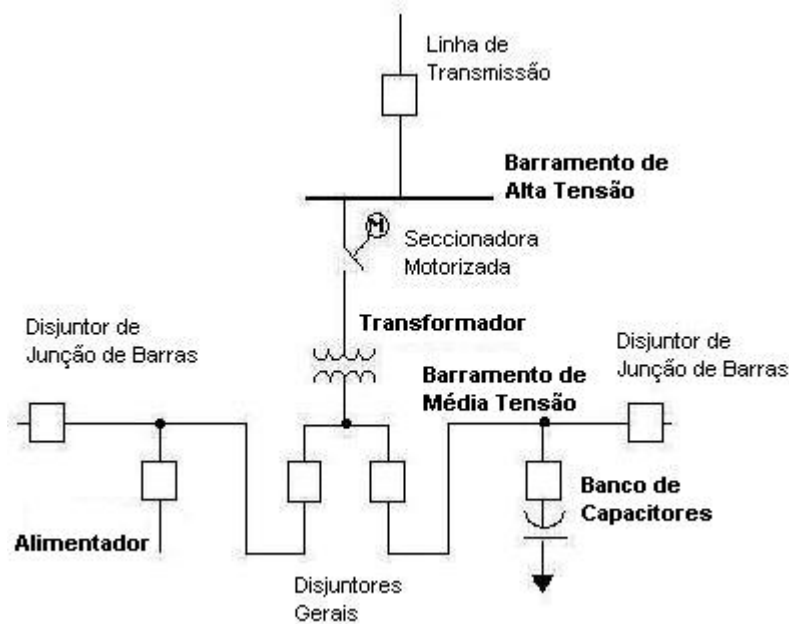 Linha de
Transmissão
Barramento de
Alta Tensão
M
Seccionadora
Motorizada
Transformador
Disjuntor de
Junção de Barras
Disjuntor de
Junção de Barras
Barramento de
Média Tensão
Banco de
Capacitores
Alimentador
Disjuntores
Gerais